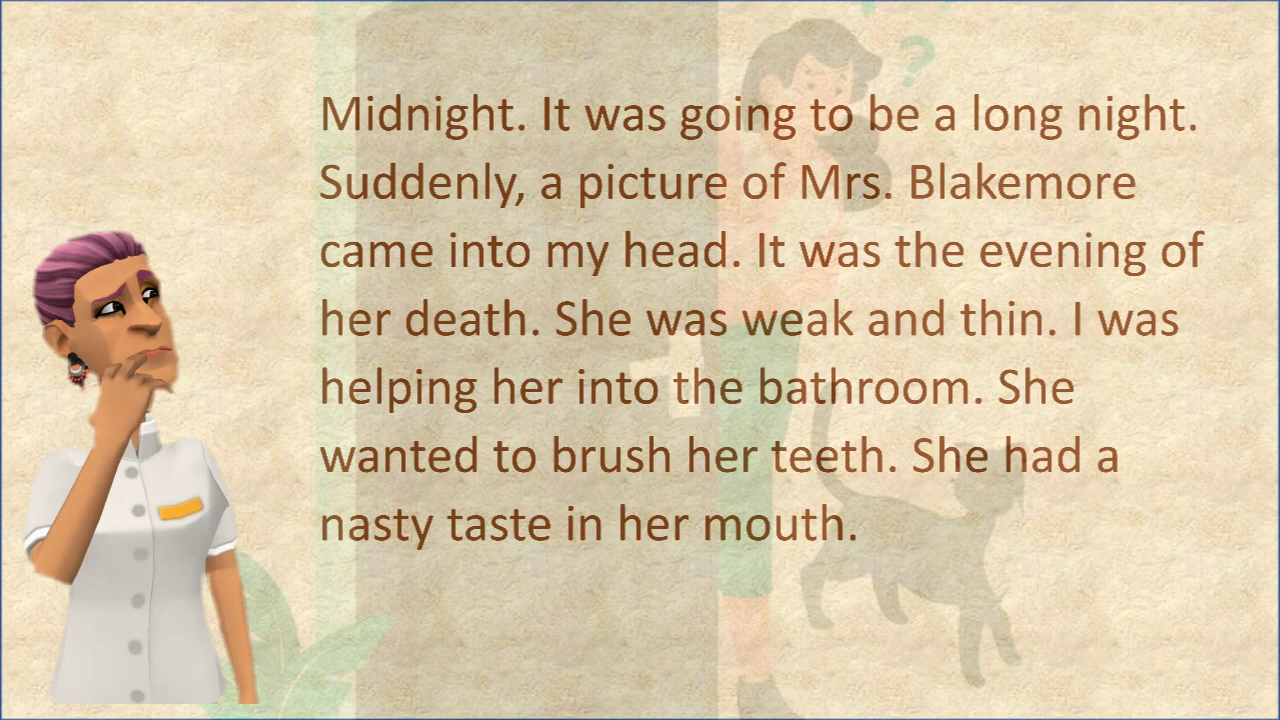 Midnight. It was going to be a long night.
Suddenly, a picture of Mrs. Blakemore
came into my head. It was the evening of
her death. She was weak and thin. I was
helping her into the bathroom. She
wanted to brush her teeth. She had a
nasty taste in her mouth.